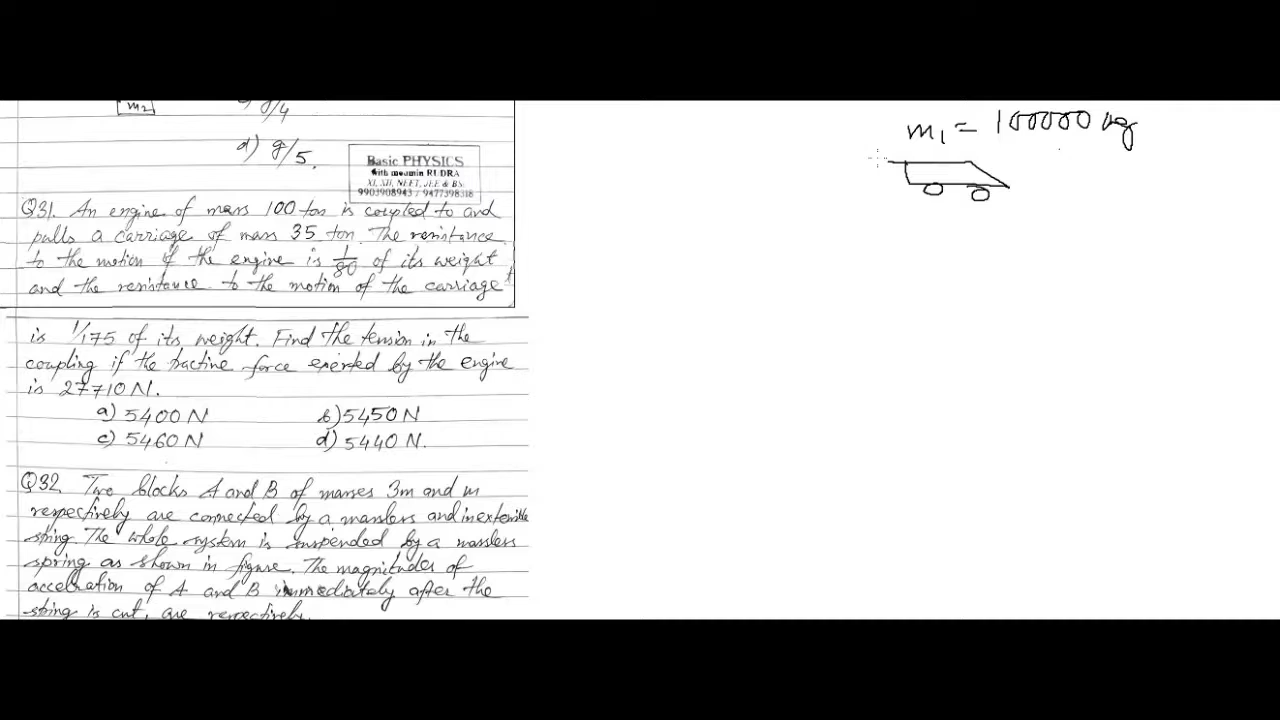 m2
g/4
d) g/5.
Basic PHYSICS
with meamin RUDRA
XI, XII, NEET, JEE & BSc
9903908943 / 9477398318
Q31. An engine of mass 100 ton is coupled to and
pulls a carriage of mass 35 ton. The resistance
to the motion of the engine is 1/80 of its weight
and the resistance to the motion of the carriage
is 1/175 of its weight. Find the tension in the
coupling if the tractive force exerted by the engine
is 27710 N.
a) 5400 N b) 5450 N
c) 5460 N d) 5440 N.
Q32. Two blocks A and B of masses 3m and m
respectively are connected by a massless and inextensible
string. The whole system is suspended by a massless
spring as shown in figure. The magnitudes of
acceleration of A and B immediately after the
string is cut, are respectively.
m1 = 100000 kg